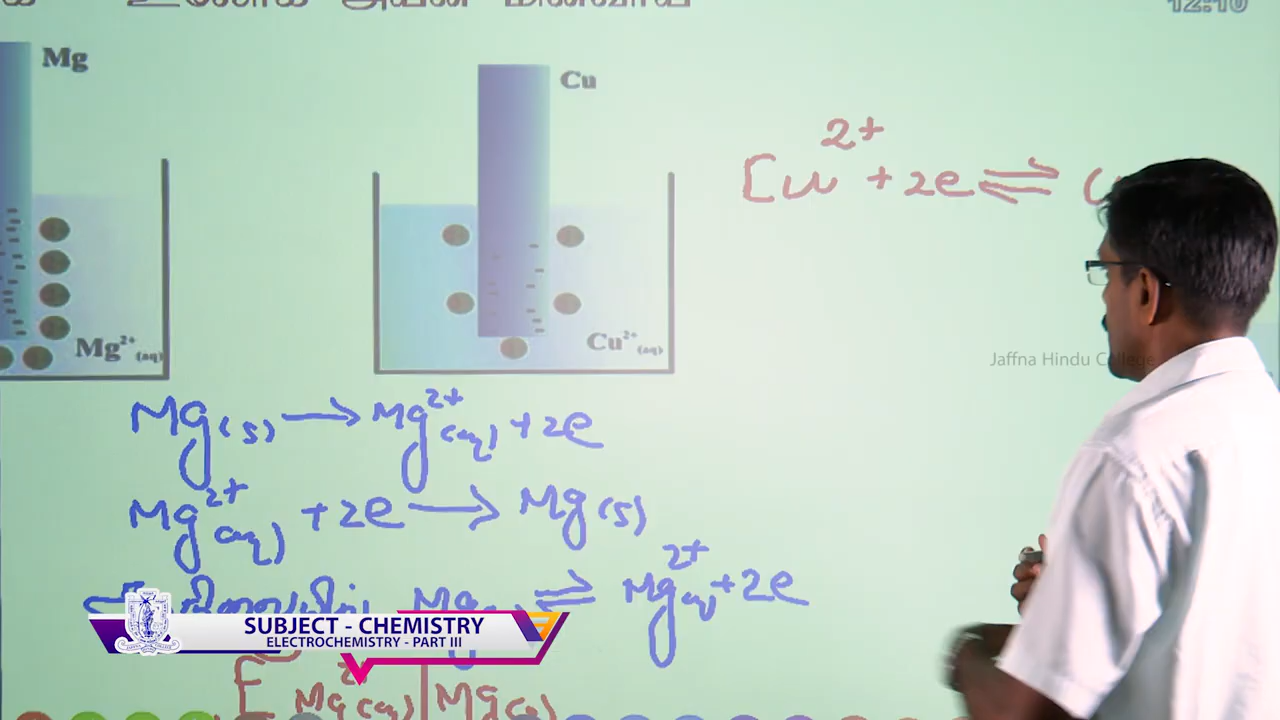 12:10
Mg
Cu
Cu²⁺ + 2e ⇌
Mg²⁺(aq)
Cu²⁺(aq)
Jaffna Hindu College
Mg(s) → Mg²⁺(aq) + 2e
Mg²⁺(aq) + 2e → Mg(s)
Mg ⇌ Mg²⁺(aq) + 2e
SUBJECT - CHEMISTRY
ELECTROCHEMISTRY - PART III
E Mg²⁺(aq) | Mg(s)